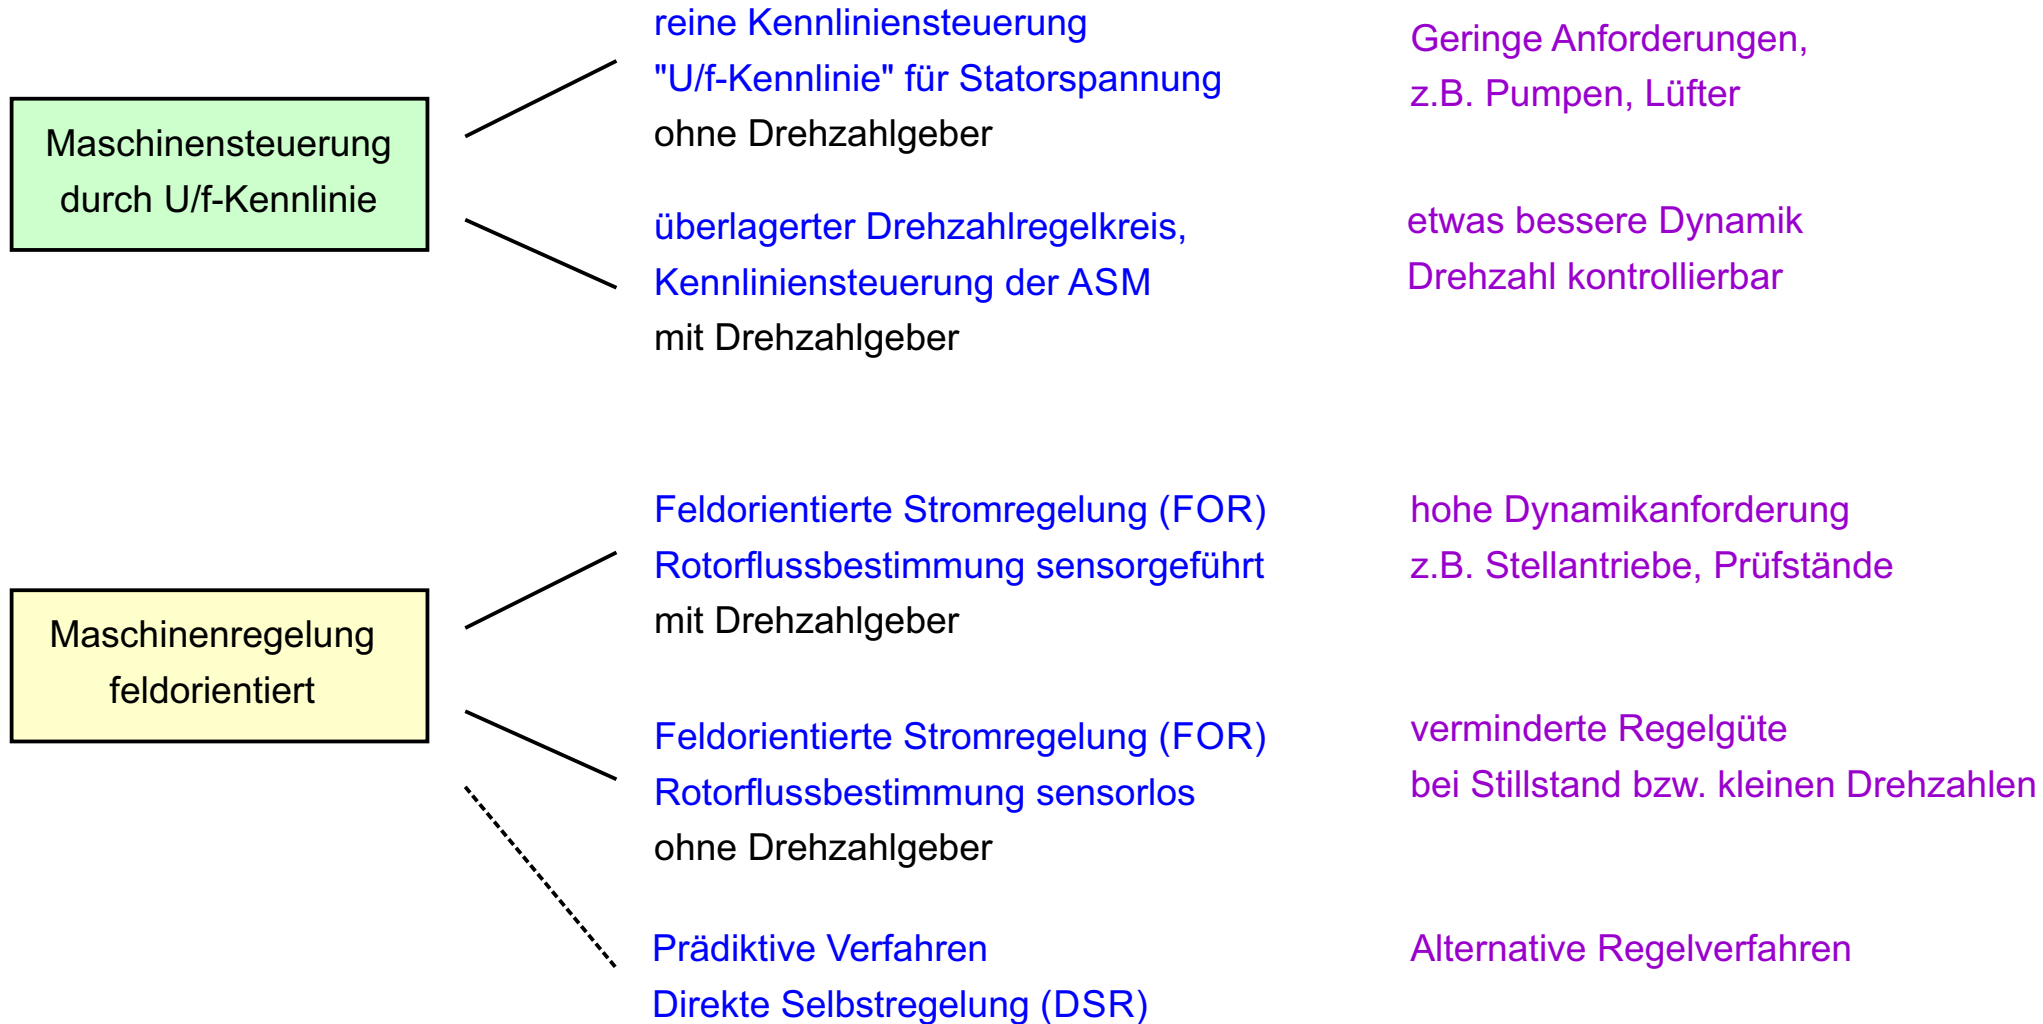 reine Kennliniensteuerung
"U/f-Kennlinie" für Statorspannung
ohne Drehzahlgeber
Geringe Anforderungen,
z.B. Pumpen, Lüfter
Maschinensteuerung
durch U/f-Kennlinie
überlagerter Drehzahlregelkreis,
Kennliniensteuerung der ASM
mit Drehzahlgeber
etwas bessere Dynamik
Drehzahl kontrollierbar
Feldorientierte Stromregelung (FOR)
Rotorflussbestimmung sensorgeführt
mit Drehzahlgeber
hohe Dynamikanforderung
z.B. Stellantriebe, Prüfstände
Maschinenregelung
feldorientiert
Feldorientierte Stromregelung (FOR)
Rotorflussbestimmung sensorlos
ohne Drehzahlgeber
verminderte Regelgüte
bei Stillstand bzw. kleinen Drehzahlen
Prädiktive Verfahren
Direkte Selbstregelung (DSR)
Alternative Regelverfahren